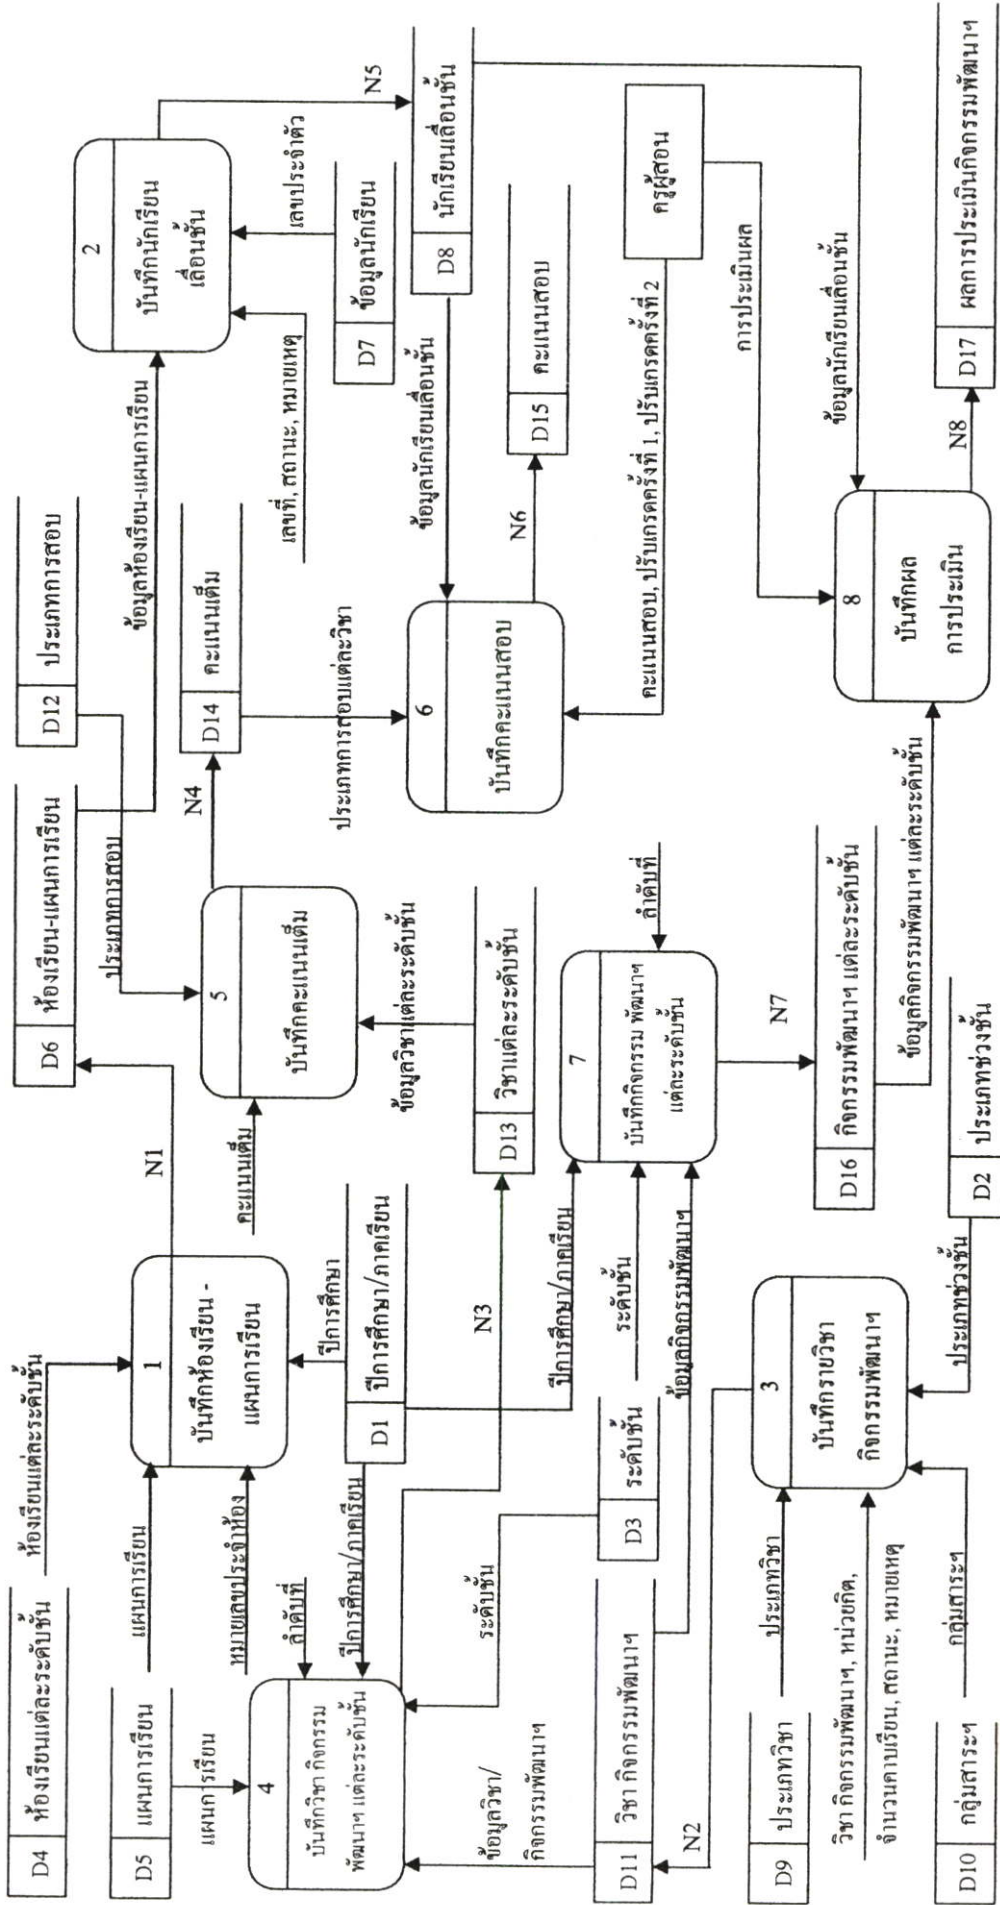 D4
ห้องเรียนแต่ละระดับชั้น
ห้องเรียนแต่ละระดับชั้น
D5
แผนการเรียน
แผนการเรียน
แผนการเรียน
หมายเลขประจำห้อง
1
บันทึกห้องเรียน -
แผนการเรียน
N1
D6
ห้องเรียน-แผนการเรียน
ข้อมูลห้องเรียน-แผนการเรียน
D12
ประเภทการสอบ
ประเภทการสอบ
2
บันทึกนักเรียน
เลื่อนชั้น
เลขที่, สถานะ, หมายเหตุ
เลขประจำตัว
D7
ข้อมูลนักเรียน
N5
D8
นักเรียนเลื่อนชั้น
4
บันทึกวิชา กิจกรรม
พัฒนาฯ แต่ละระดับชั้น
ลำดับที่
ปีการศึกษา/ภาคเรียน
ปีการศึกษา
D1
ปีการศึกษา/ภาคเรียน
ปีการศึกษา/ภาคเรียน
ระดับชั้น
N3
คะแนนเต็ม
5
บันทึกคะแนนเต็ม
N4
D14
คะแนนเต็ม
ข้อมูลวิชาแต่ละระดับชั้น
D13
วิชาแต่ละระดับชั้น
ประเภทการสอบแต่ละวิชา
6
บันทึกคะแนนสอบ
ข้อมูลนักเรียนเลื่อนชั้น
N6
D15
คะแนนสอบ
ครูผู้สอน
คะแนนสอบ, ปรับเกรดครั้งที่ 1, ปรับเกรดครั้งที่ 2
การประเมินผล
ข้อมูลนักเรียนเลื่อนชั้น
ข้อมูลวิชา/
กิจกรรมพัฒนาฯ
D3
ระดับชั้น
ระดับชั้น
D11
วิชา กิจกรรมพัฒนาฯ
ข้อมูลกิจกรรมพัฒนาฯ
N2
7
บันทึกกิจกรรม พัฒนาฯ
แต่ละระดับชั้น
ลำดับที่
N7
D16
กิจกรรมพัฒนาฯ แต่ละระดับชั้น
ข้อมูลกิจกรรมพัฒนาฯ แต่ละระดับชั้น
8
บันทึกผล
การประเมิน
N8
D17
ผลการประเมินกิจกรรมพัฒนาฯ
D9
ประเภทวิชา
ประเภทวิชา
3
บันทึกรายวิชา
กิจกรรมพัฒนาฯ
วิชา กิจกรรมพัฒนาฯ, หน่วยกิต,
จำนวนคาบเรียน, สถานะ, หมายเหตุ
D10
กลุ่มสาระฯ
กลุ่มสาระฯ
ประเภทช่วงชั้น
D2
ประเภทช่วงชั้น